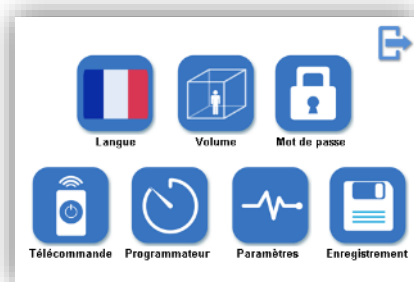 Langue Volume Mot de passe
Télécommande Programmateur Paramètres Enregistrement